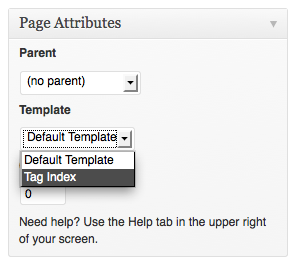 Page Attributes
Parent
(no parent)
Template
Default Template
Default Template
Tag Index
0
Need help? Use the Help tab in the upper right
of your screen.